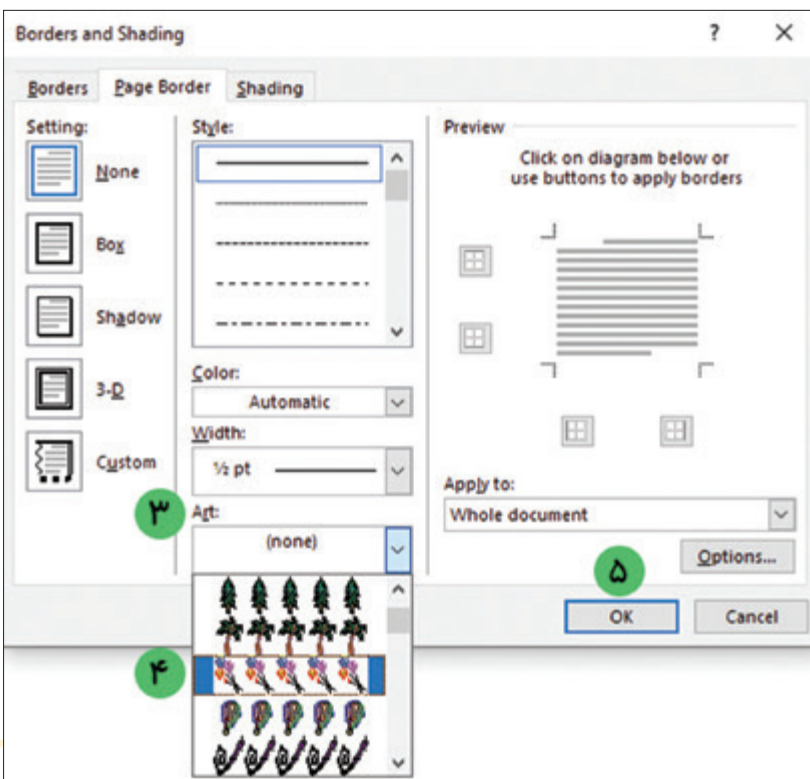 Borders and Shading ? ×
Borders Page Border Shading
Setting:
None
Box
Shadow
3-D
Custom
Style:
Color:
Automatic
Width:
½ pt
۳
Art:
(none)
۴
Preview
Click on diagram below or
use buttons to apply borders
Apply to:
Whole document
Options...
۵
OK Cancel